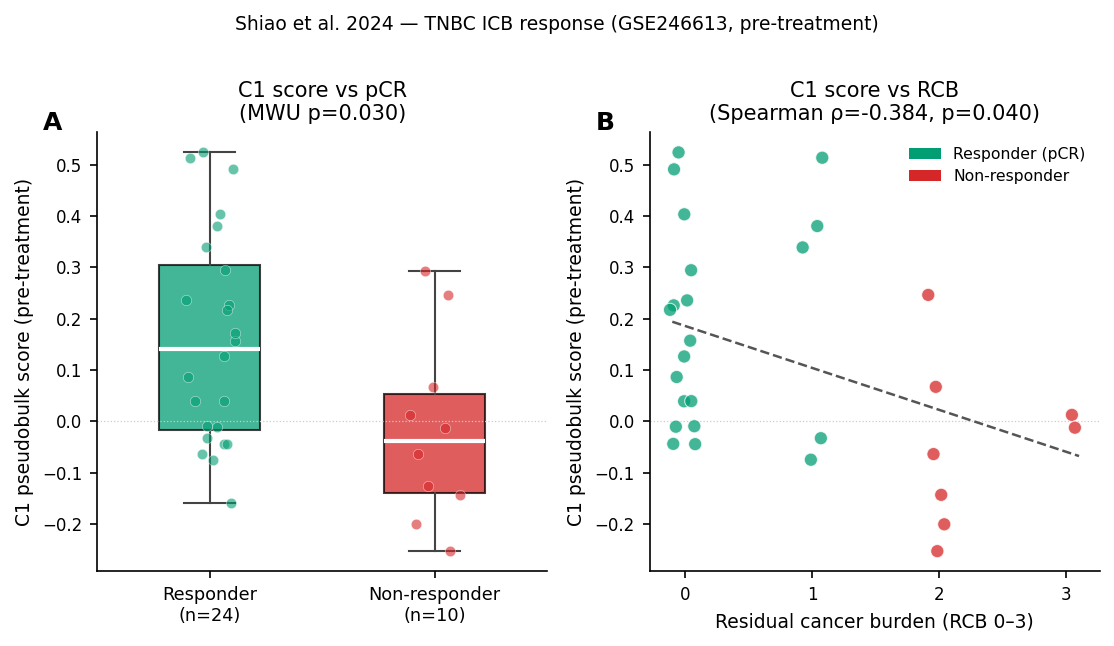 Shiao et al. 2024 — TNBC ICB response (GSE246613, pre-treatment)
A
C1 score vs pCR
(MWU p=0.030)
C1 pseudobulk score (pre-treatment)
0.5
0.4
0.3
0.2
0.1
0.0
−0.1
−0.2
Responder
(n=24)
Non-responder
(n=10)
B
C1 score vs RCB
(Spearman ρ=-0.384, p=0.040)
Responder (pCR)
Non-responder
C1 pseudobulk score (pre-treatment)
0.5
0.4
0.3
0.2
0.1
0.0
−0.1
−0.2
0 1 2 3
Residual cancer burden (RCB 0–3)